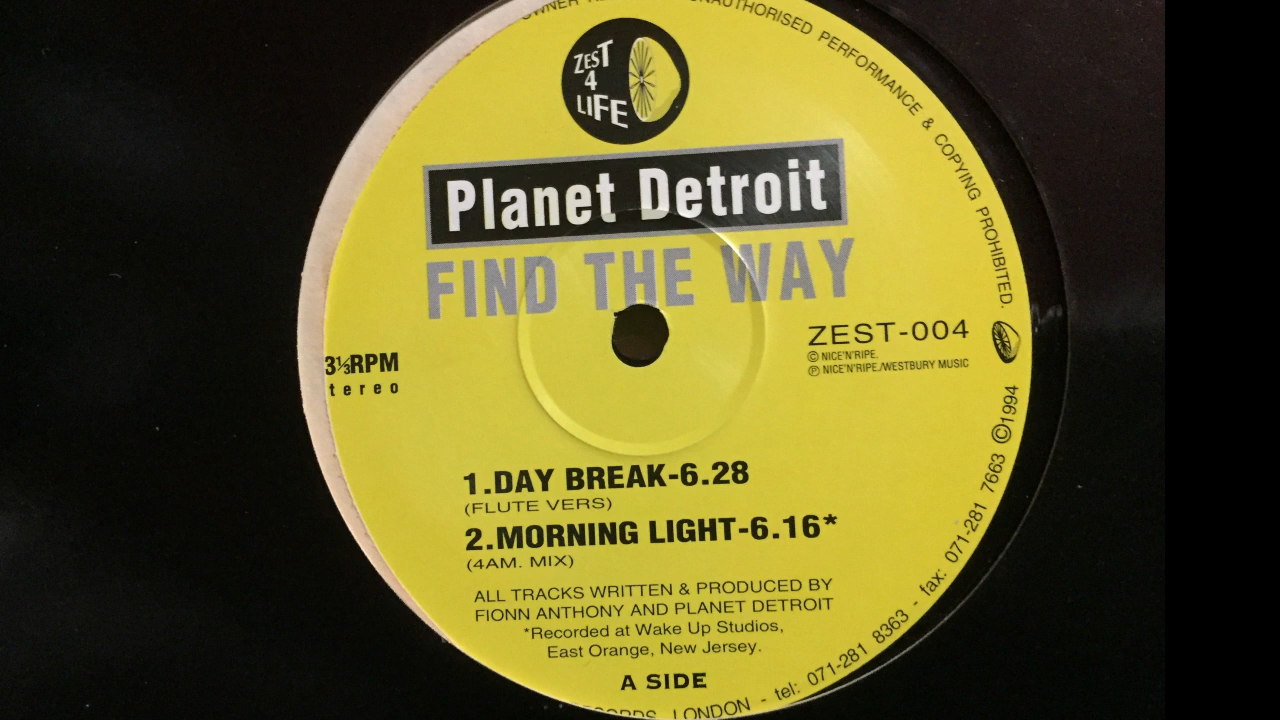 UNAUTHORISED PERFORMANCE & COPYING PROHIBITED.
ZEST
4
LIFE
Planet Detroit
FIND THE WAY
ZEST-004
© NICE'N'RIPE.
℗ NICE'N'RIPE./WESTBURY MUSIC
3⅓RPM
tereo
1.DAY BREAK-6.28
(FLUTE VERS)
2.MORNING LIGHT-6.16*
(4AM. MIX)
ALL TRACKS WRITTEN & PRODUCED BY
FIONN ANTHONY AND PLANET DETROIT
*Recorded at Wake Up Studios,
East Orange, New Jersey.
A SIDE
LONDON - tel: 071-281 8363 - fax: 071-281 7663 ©1994